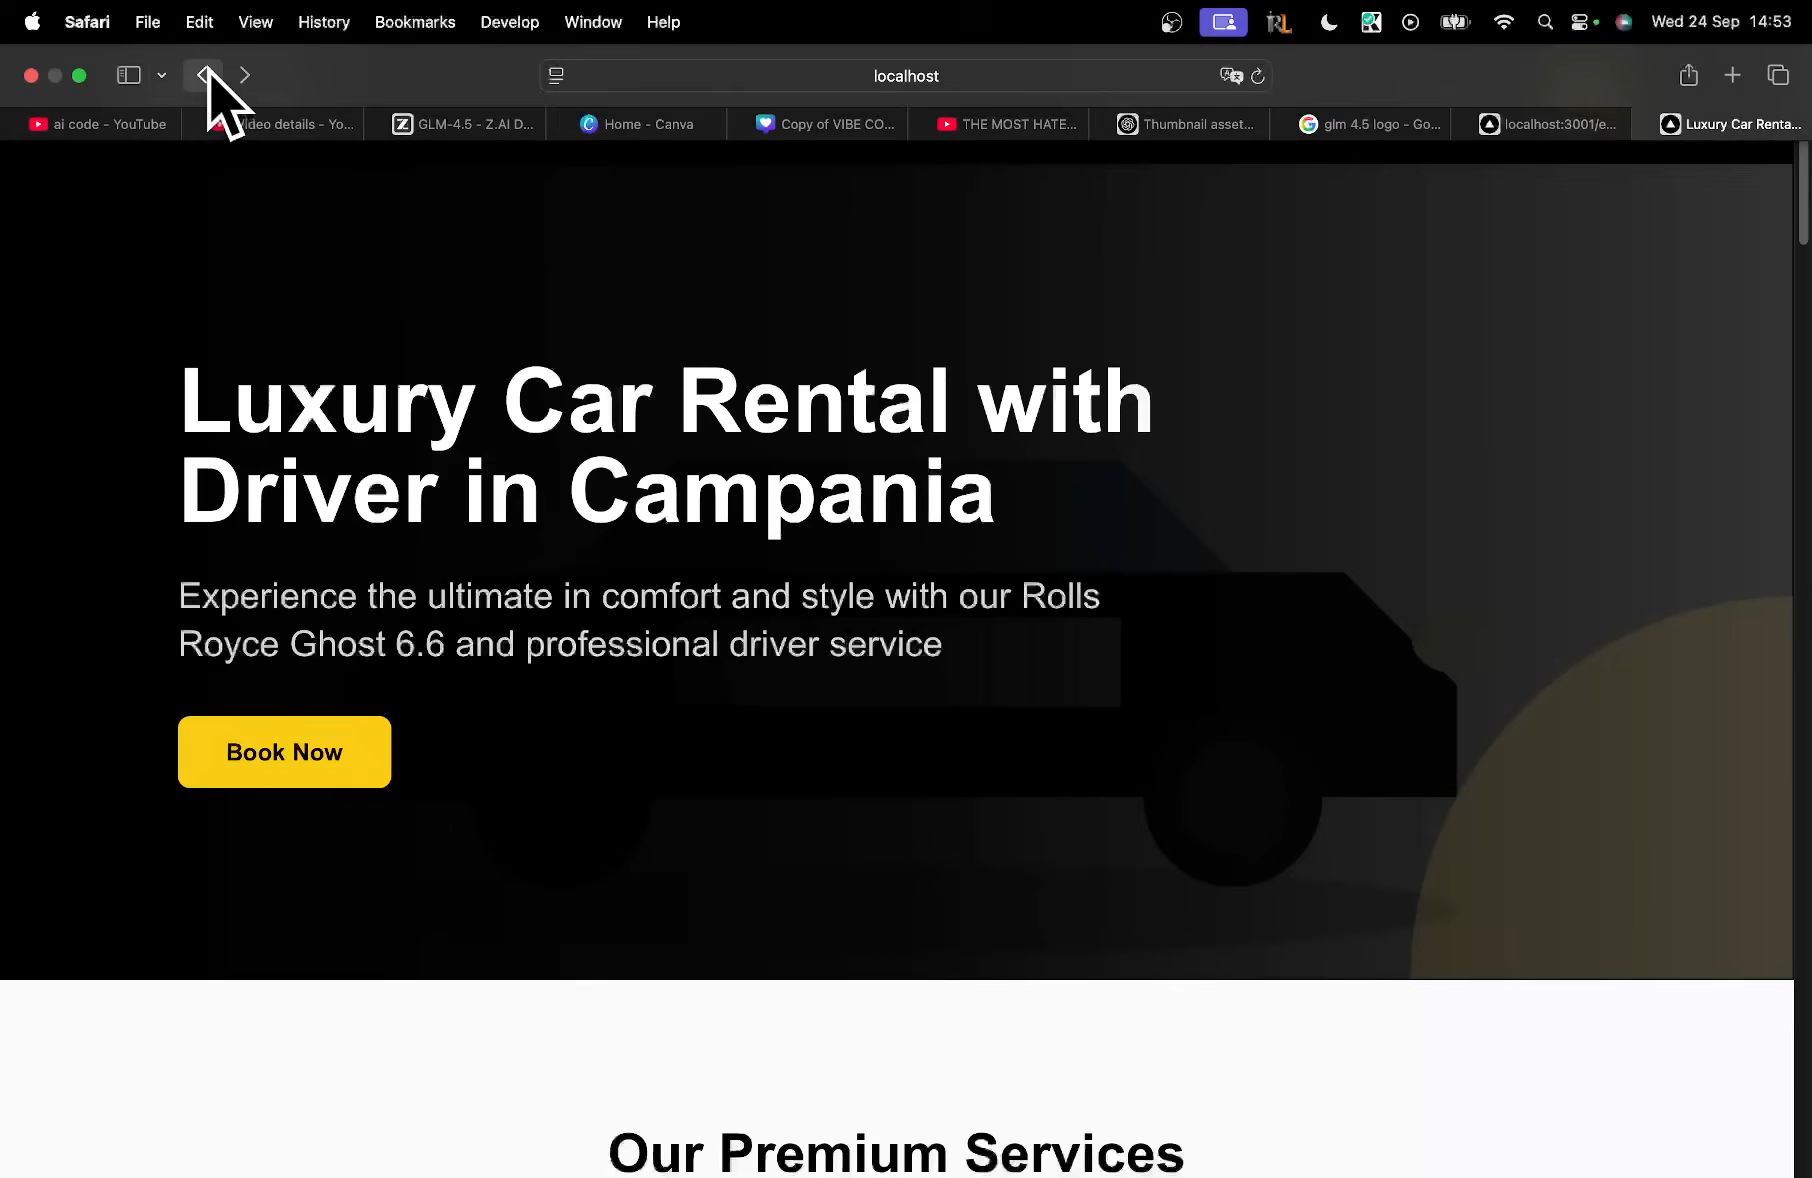 Safari File Edit View History Bookmarks Develop Window Help Wed 24 Sep 14:53
localhost
ai code - YouTube
ideo details - Yo...
GLM-4.5 - Z.AI D...
Home - Canva
Copy of VIBE CO...
THE MOST HATE...
Thumbnail asset...
glm 4.5 logo - Go...
localhost:3001/e...
Luxury Car Renta...
Luxury Car Rental with
Driver in Campania
Experience the ultimate in comfort and style with our Rolls
Royce Ghost 6.6 and professional driver service
Book Now
Our Premium Services